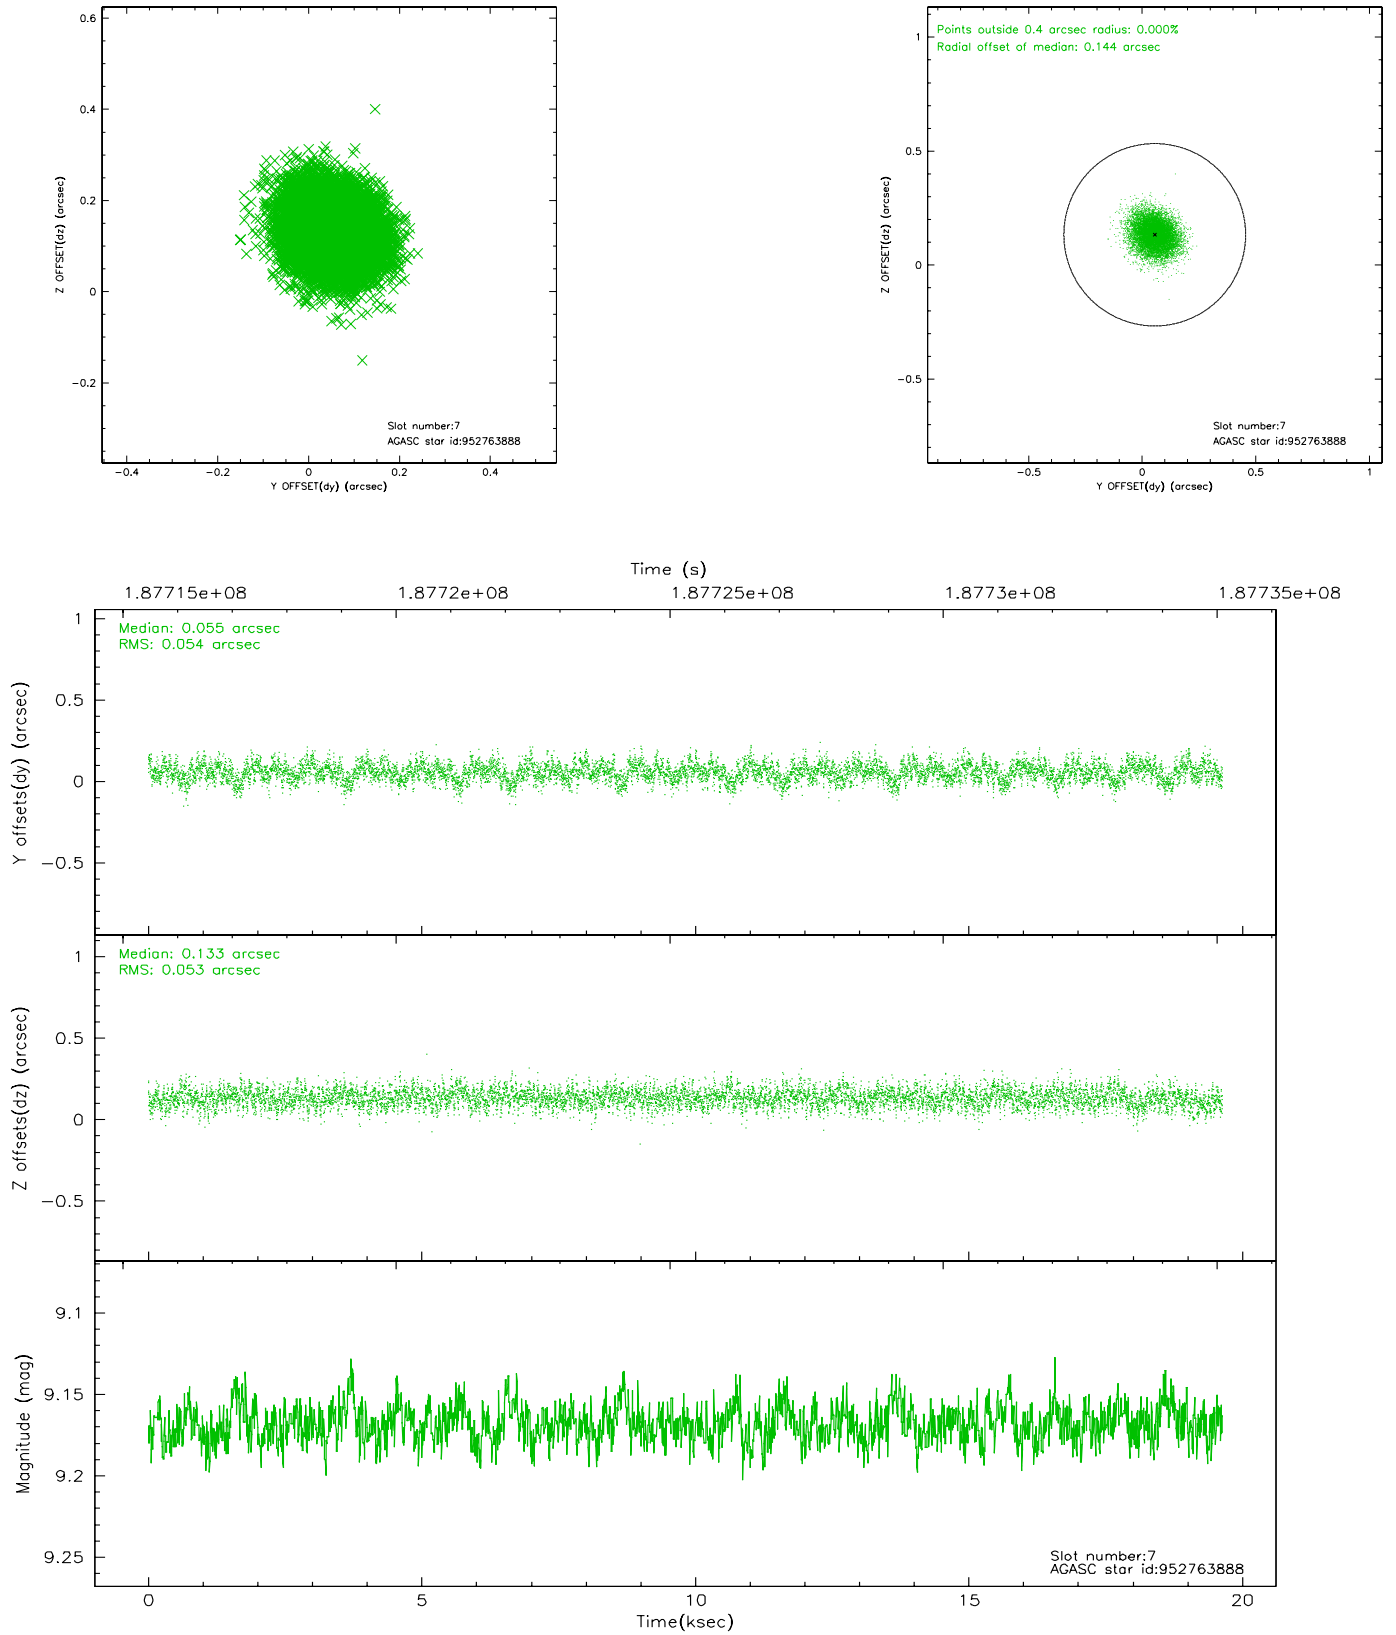 0.6
0.4
0.2
0
−0.2
−0.4
−0.2
0
0.2
0.4
Z OFFSET(dz) (arcsec)
Y OFFSET(dy) (arcsec)
Slot number:7
AGASC star id:952763888
Points outside 0.4 arcsec radius: 0.000%
Radial offset of median: 0.144 arcsec
1
0.5
0
−0.5
−0.5
0
0.5
1
Z OFFSET(dz) (arcsec)
Y OFFSET(dy) (arcsec)
Slot number:7
AGASC star id:952763888
Time (s)
1.87715e+08 1.8772e+08 1.87725e+08 1.8773e+08 1.87735e+08
Median: 0.055 arcsec
RMS: 0.054 arcsec
1
0.5
0
−0.5
Y offsets(dy) (arcsec)
Median: 0.133 arcsec
RMS: 0.053 arcsec
1
0.5
0
−0.5
Z offsets(dz) (arcsec)
9.1
9.15
9.2
9.25
Magnitude (mag)
Slot number:7
AGASC star id:952763888
0 5 10 15 20
Time(ksec)